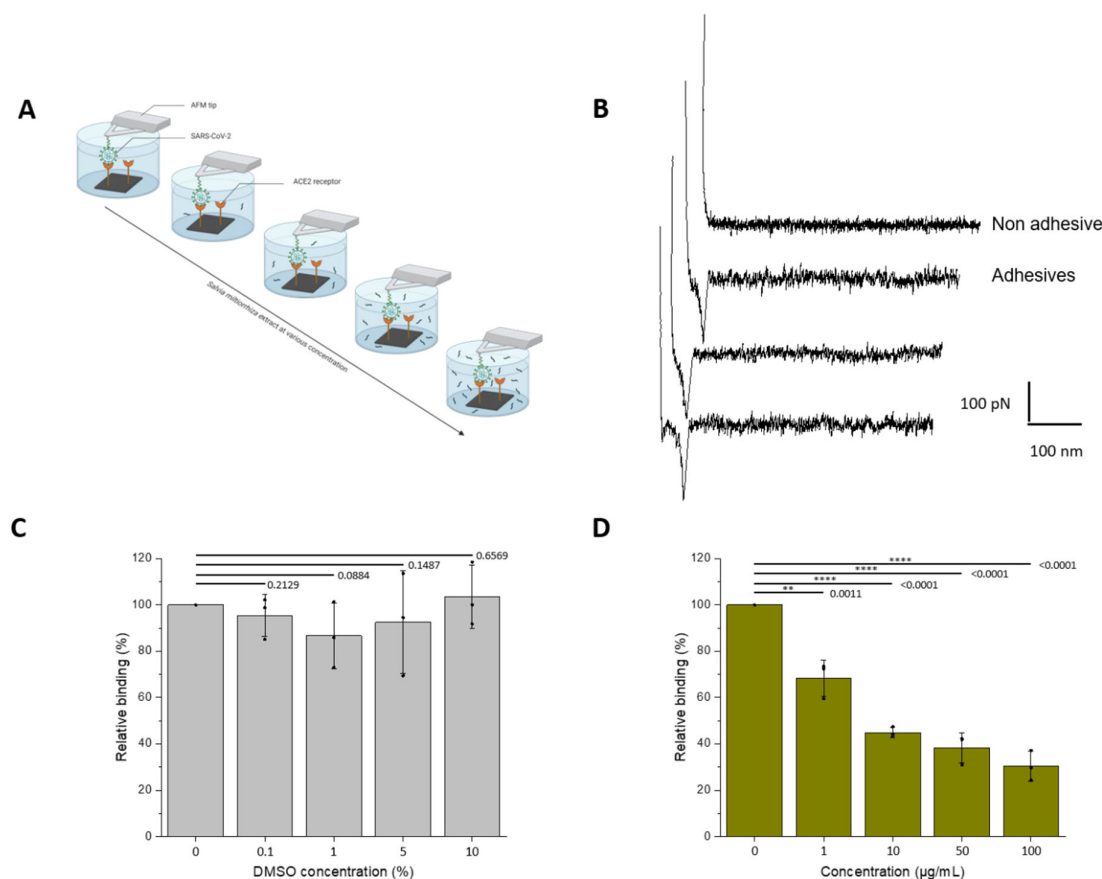 A
AFM tip
SARS-CoV-2
ACE2 receptor
Salvia miltiorrhiza extract at various concentration
B
Non adhesive
Adhesives
100 pN
100 nm
C
120
100
80
60
40
20
0
Relative binding (%)
0.6569
0.1487
0.0884
0.2129
0 0.1 1 5 10
DMSO concentration (%)
D
120
100
80
60
40
20
0
Relative binding (%)
**** <0.0001
**** <0.0001
**** <0.0001
** 0.0011
0 1 10 50 100
Concentration (μg/mL)